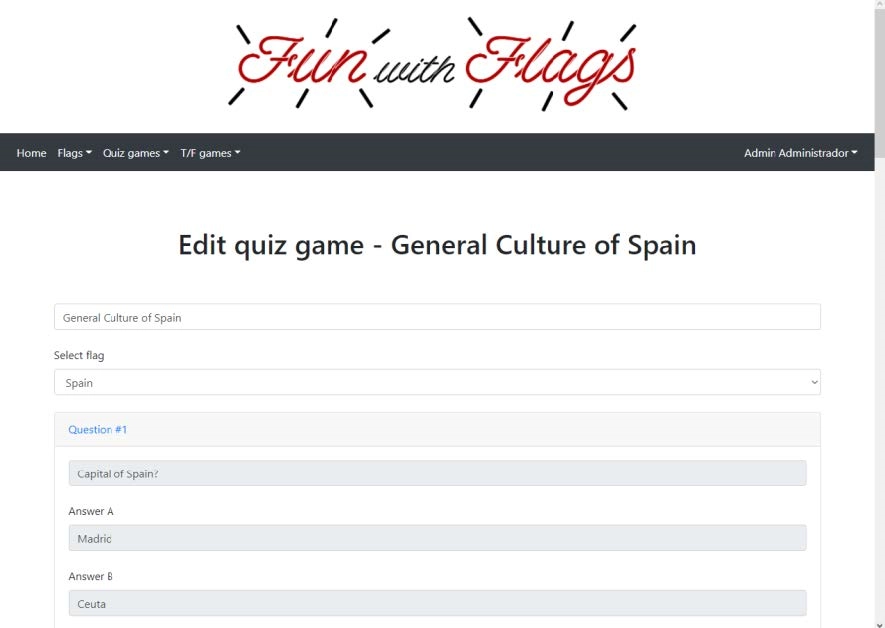 Fun with Flags
Home Flags Quiz games T/F games Admin Administrador
Edit quiz game - General Culture of Spain
General Culture of Spain
Select flag
Spain
Question #1
Capital of Spain?
Answer A
Madrid
Answer B
Ceuta